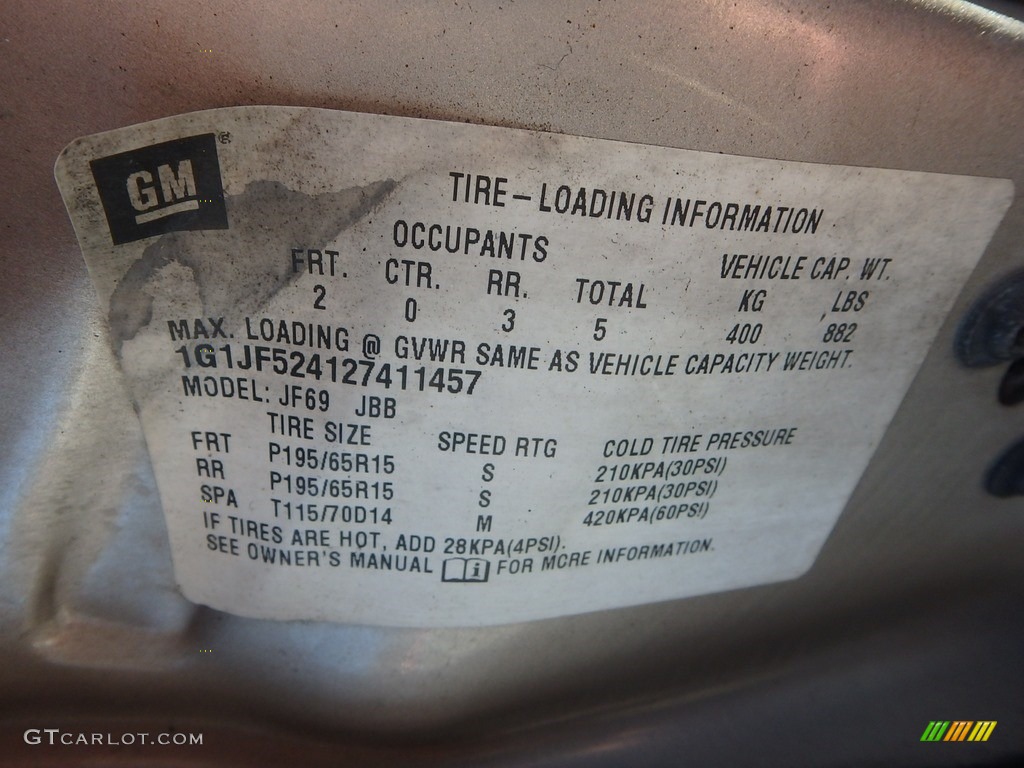 GM
TIRE-LOADING INFORMATION
OCCUPANTS VEHICLE CAP. WT.
FRT. CTR. RR. TOTAL KG LBS
2 0 3 5 400 882
MAX. LOADING @ GVWR SAME AS VEHICLE CAPACITY WEIGHT.
1G1JF524127411457
MODEL: JF69 JBB
TIRE SIZE SPEED RTG COLD TIRE PRESSURE
FRT P195/65R15 S 210KPA(30PSI)
RR P195/65R15 S 210KPA(30PSI)
SPA T115/70D14 M 420KPA(60PSI)
IF TIRES ARE HOT, ADD 28KPA(4PSI).
SEE OWNER'S MANUAL i FOR MORE INFORMATION.
GTCARLOT.COM